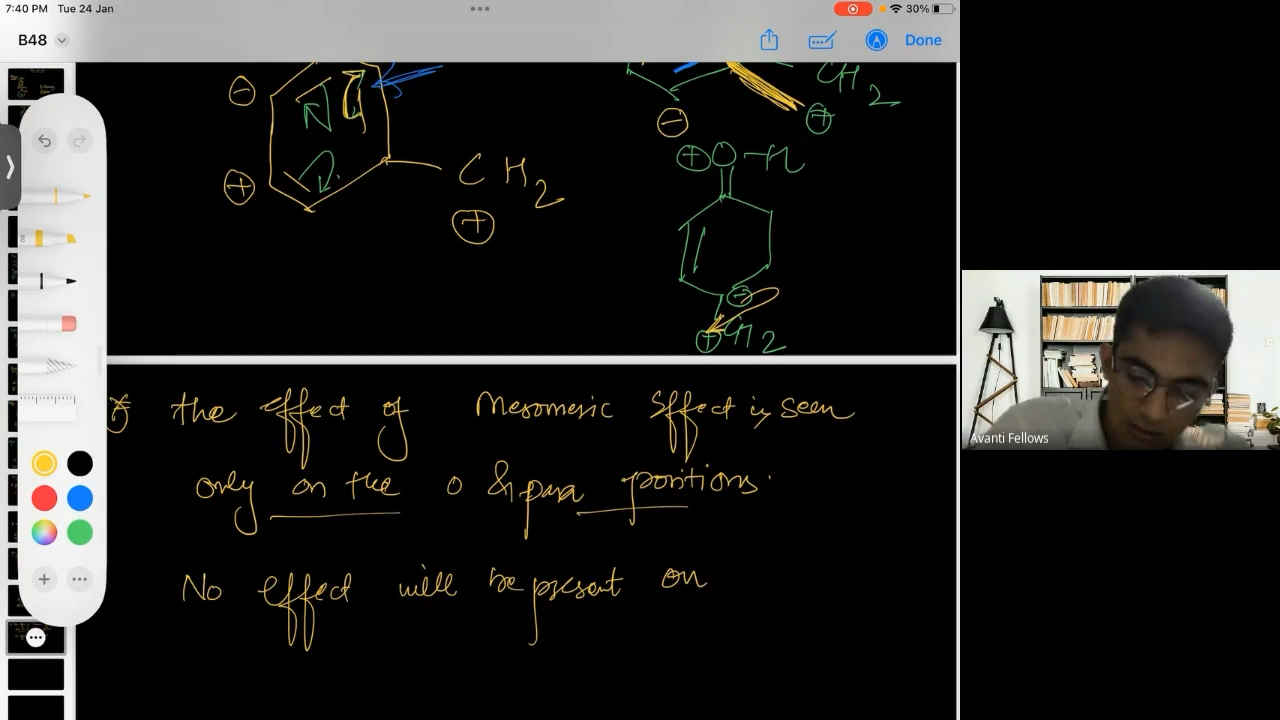 7:40 PM Tue 24 Jan
30%
B48
Done
CH2
CH2
O-H
CH2
the effect of Mesomeric Effect is seen
only on the o & para positions.
No effect will be present on
Avanti Fellows